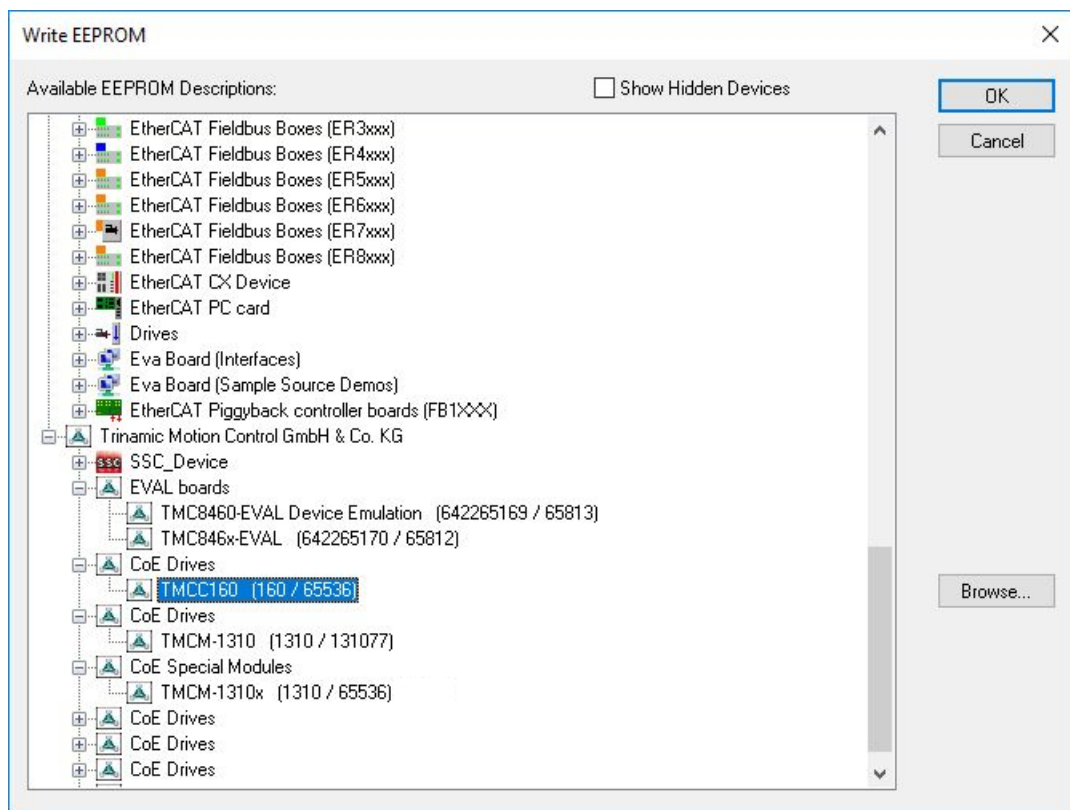 Write EEPROM
Available EEPROM Descriptions:
Show Hidden Devices
OK
Cancel
EtherCAT Fieldbus Boxes (ER3xxx)
EtherCAT Fieldbus Boxes (ER4xxx)
EtherCAT Fieldbus Boxes (ER5xxx)
EtherCAT Fieldbus Boxes (ER6xxx)
EtherCAT Fieldbus Boxes (ER7xxx)
EtherCAT Fieldbus Boxes (ER8xxx)
EtherCAT CX Device
EtherCAT PC card
Drives
Eva Board (Interfaces)
Eva Board (Sample Source Demos)
EtherCAT Piggyback controller boards (FB1XXX)
Trinamic Motion Control GmbH & Co. KG
ssc SSC_Device
EVAL boards
TMC8460-EVAL Device Emulation (642265169 / 65813)
TMC846x-EVAL (642265170 / 65812)
CoE Drives
TMCC160 (160 / 65536)
Browse...
CoE Drives
TMCM-1310 (1310 / 131077)
CoE Special Modules
TMCM-1310x (1310 / 65536)
CoE Drives
CoE Drives
CoE Drives